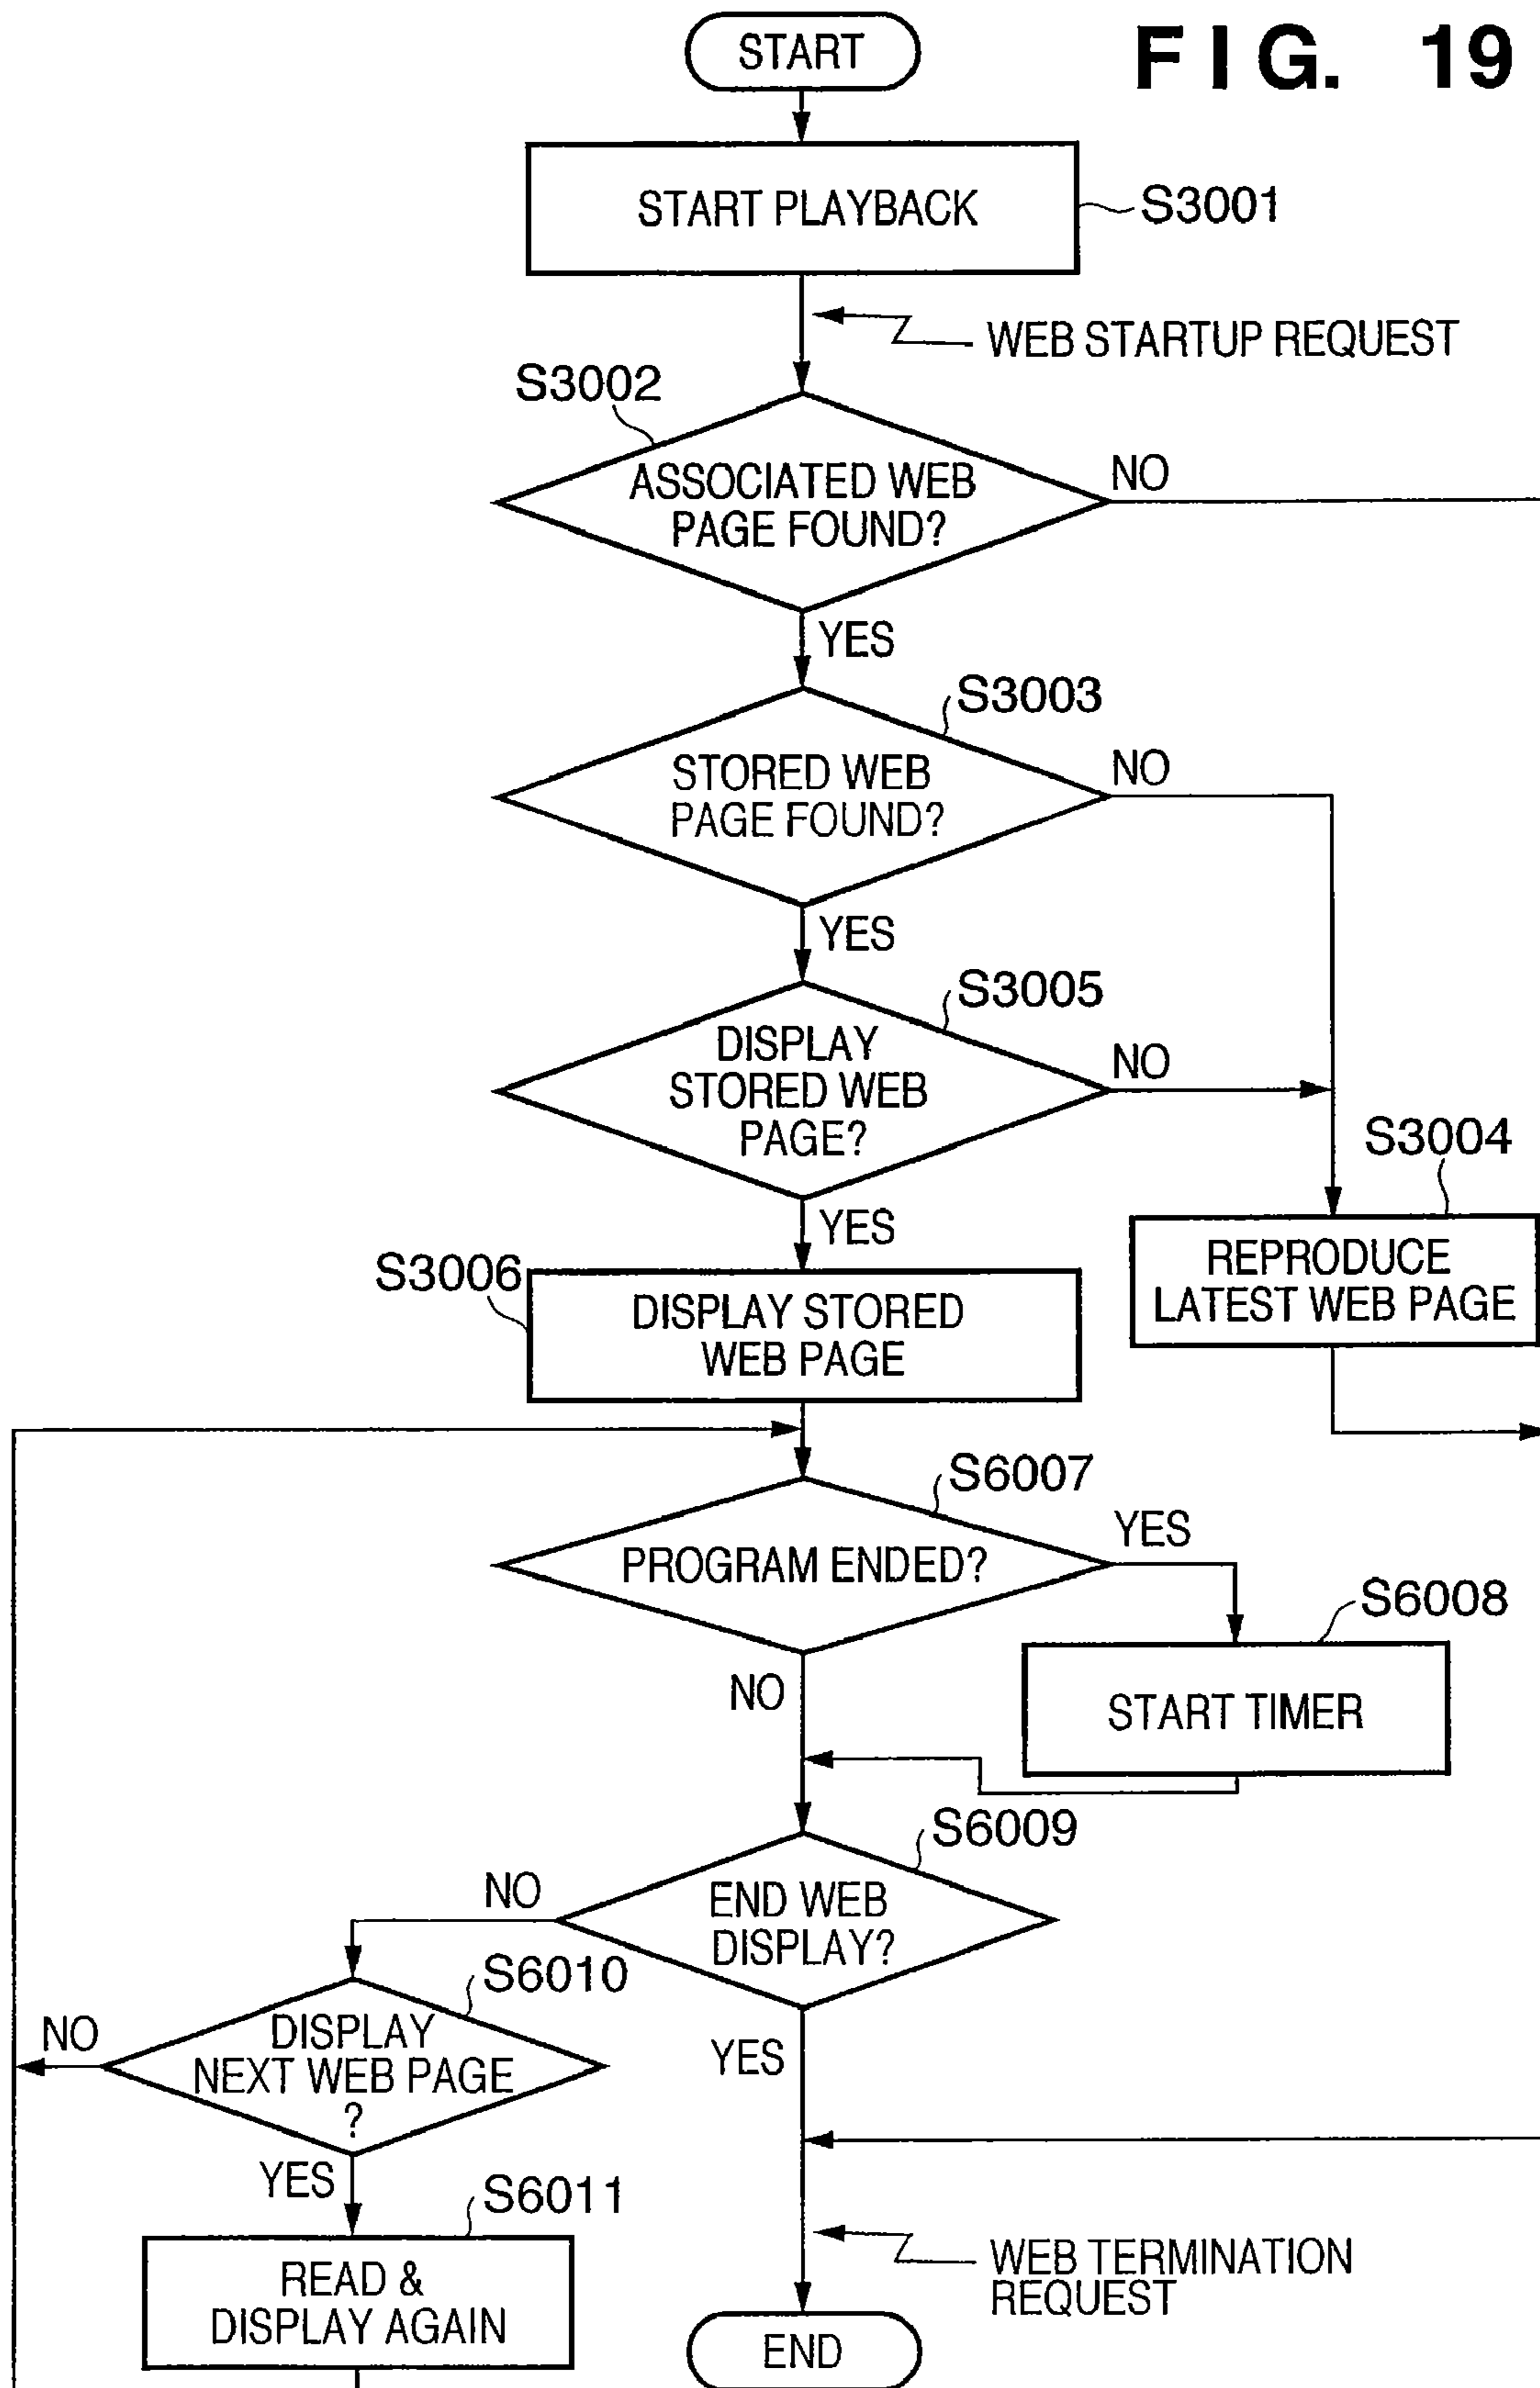 FIG. 19
START
START PLAYBACK
S3001
WEB STARTUP REQUEST
S3002
ASSOCIATED WEB
PAGE FOUND?
NO
YES
S3003
STORED WEB
PAGE FOUND?
NO
YES
S3005
DISPLAY
STORED WEB
PAGE?
NO
YES
S3004
REPRODUCE
LATEST WEB PAGE
S3006
DISPLAY STORED
WEB PAGE
S6007
PROGRAM ENDED?
YES
NO
S6008
START TIMER
S6009
END WEB
DISPLAY?
NO
YES
S6010
DISPLAY
NEXT WEB PAGE
?
NO
YES
S6011
READ &
DISPLAY AGAIN
WEB TERMINATION
REQUEST
END